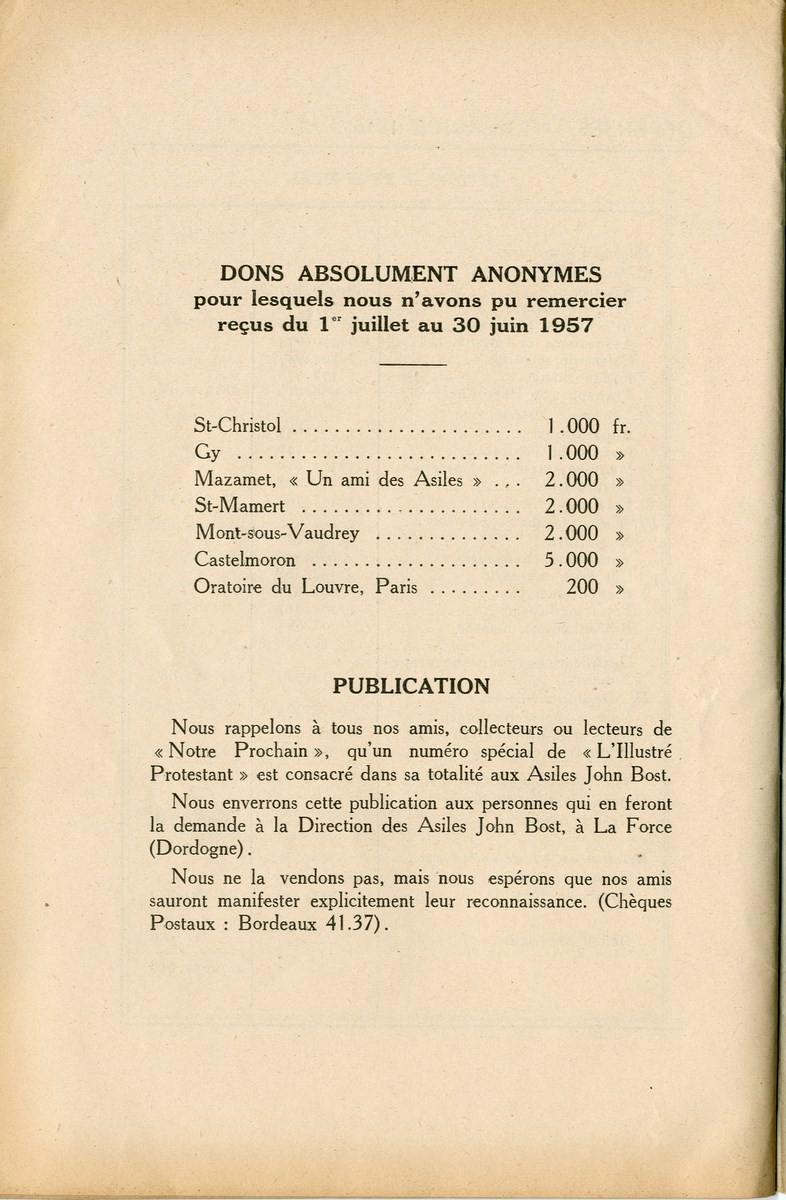 DONS ABSOLUMENT ANONYMES
pour lesquels nous n'avons pu remercier
reçus du 1er juillet au 30 juin 1957
St-Christol ...................... 1.000 fr.
Gy ........................... 1.000 »
Mazamet, « Un ami des Asiles » ... 2.000 »
St-Mamert ..................... 2.000 »
Mont-sous-Vaudrey .............. 2.000 »
Castelmoron .................... 5.000 »
Oratoire du Louvre, Paris ......... 200 »
PUBLICATION
Nous rappelons à tous nos amis, collecteurs ou lecteurs de
« Notre Prochain », qu'un numéro spécial de « L'Illustré
Protestant » est consacré dans sa totalité aux Asiles John Bost.
Nous enverrons cette publication aux personnes qui en feront
la demande à la Direction des Asiles John Bost, à La Force
(Dordogne).
Nous ne la vendons pas, mais nous espérons que nos amis
sauront manifester explicitement leur reconnaissance. (Chèques
Postaux : Bordeaux 41.37).